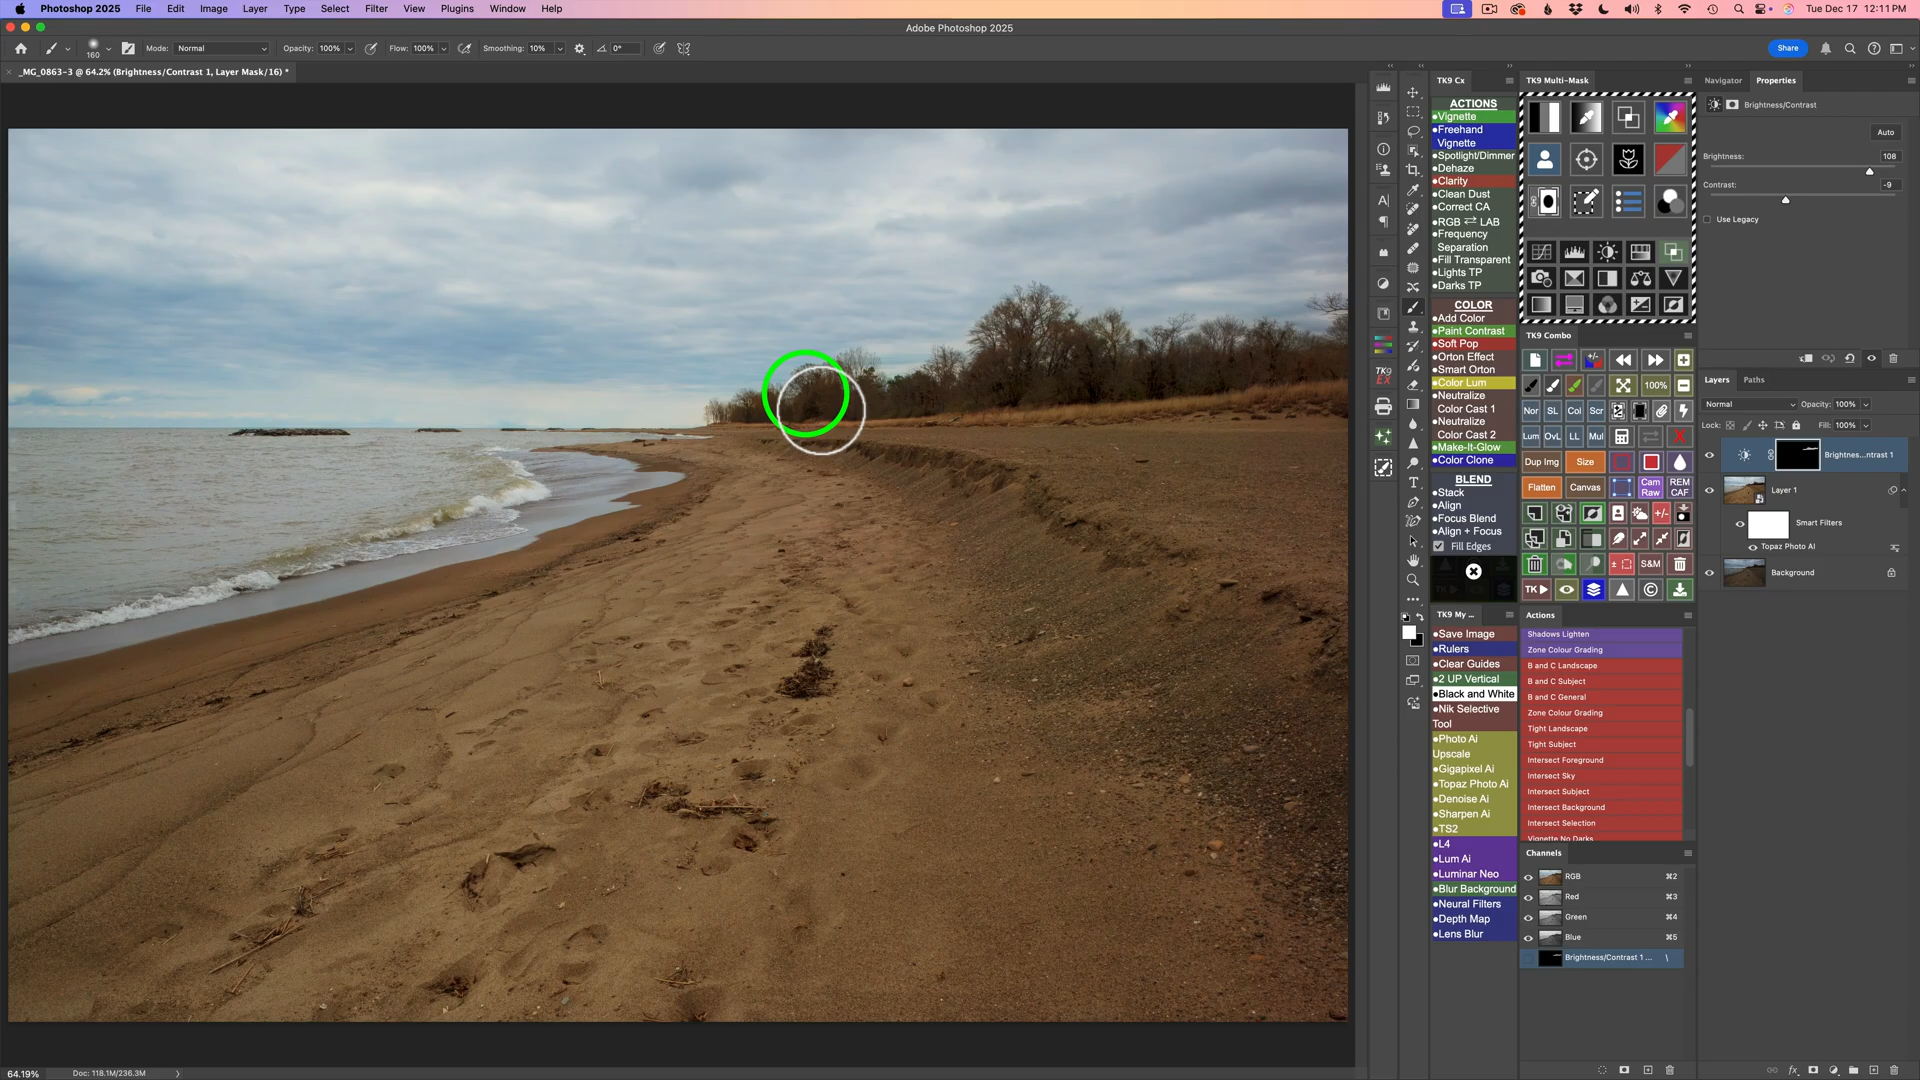 Photoshop 2025 File Edit Image Layer Type Select Filter View Plugins Window Help Tue Dec 17 12:11 PM
Adobe Photoshop 2025
160 Mode: Normal Opacity: 100% Flow: 100% Smoothing: 10% 0° Share
_MG_0863-3 @ 64.2% (Brightness/Contrast 1, Layer Mask/16) *
TK9 Cx
ACTIONS
Vignette
Freehand
Vignette
Spotlight/Dimmer
Dehaze
Clarity
Clean Dust
Correct CA
RGB ⇄ LAB
Frequency
Separation
Fill Transparent
Lights TP
Darks TP
COLOR
Add Color
Paint Contrast
Soft Pop
Orton Effect
Smart Orton
Color Lum
Neutralize
Color Cast 1
Neutralize
Color Cast 2
Make-It-Glow
Color Clone
BLEND
Stack
Align
Focus Blend
Align + Focus
Fill Edges
TK9 My ...
Save Image
Rulers
Clear Guides
2 UP Vertical
Black and White
Nik Selective
Tool
Photo Ai
Upscale
Gigapixel Ai
Topaz Photo Ai
Denoise Ai
Sharpen Ai
TS2
L4
Lum Ai
Luminar Neo
Blur Background
Neural Filters
Depth Map
Lens Blur
TK9 EX
TK9 Multi-Mask
TK9 Combo
100%
Nor SL Col Scr
Lum OvL LL Mul
Dup Img Size
Flatten Canvas Cam Raw REM CAF
S&M
TK
Actions
Shadows Lighten
Zone Colour Grading
B and C Landscape
B and C Subject
B and C General
Zone Colour Grading
Tight Landscape
Tight Subject
Intersect Foreground
Intersect Sky
Intersect Subject
Intersect Background
Intersect Selection
Vignette No Darks
Channels
RGB ⌘2
Red ⌘3
Green ⌘4
Blue ⌘5
Brightness/Contrast 1 ... \
Navigator Properties
Brightness/Contrast
Auto
Brightness: 108
Contrast: -9
Use Legacy
Layers Paths
Normal Opacity: 100%
Lock: Fill: 100%
Brightnes...ntrast 1
Layer 1
Smart Filters
Topaz Photo AI
Background
64.19% Doc: 118.1M/236.3M